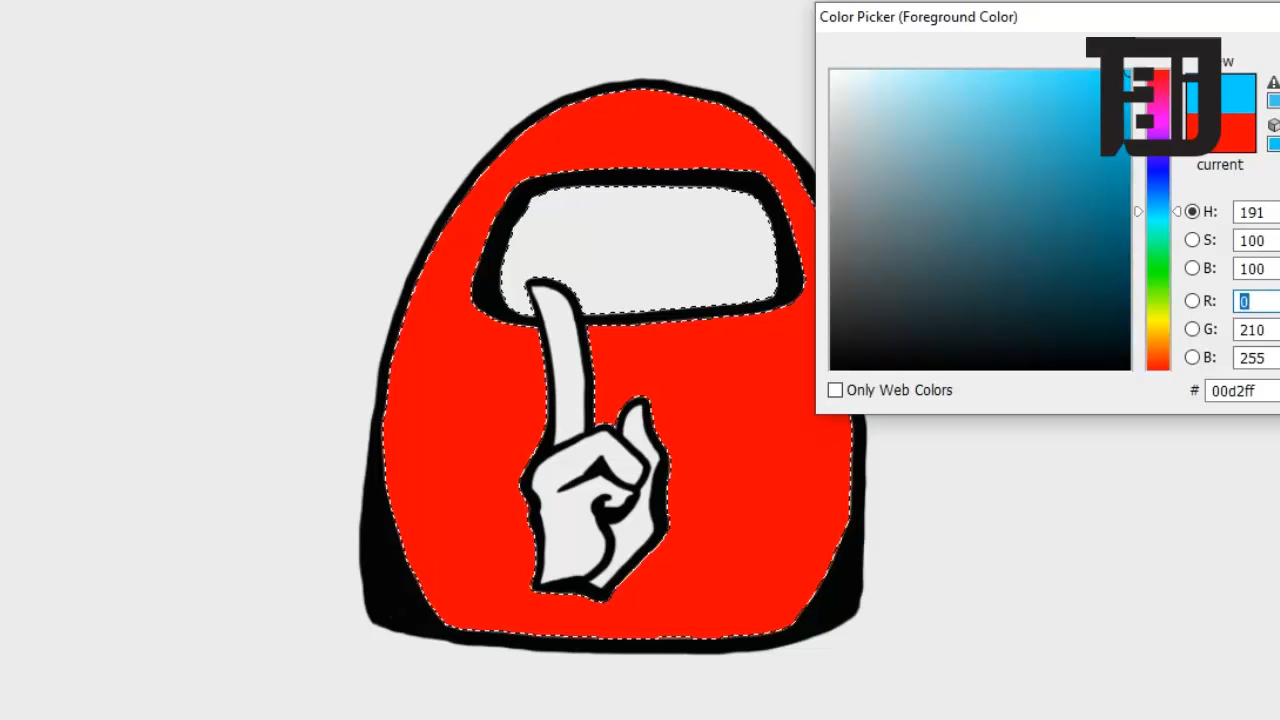 Color Picker (Foreground Color)
current
H: 191
S: 100
B: 100
R: 0
G: 210
B: 255
Only Web Colors
# 00d2ff